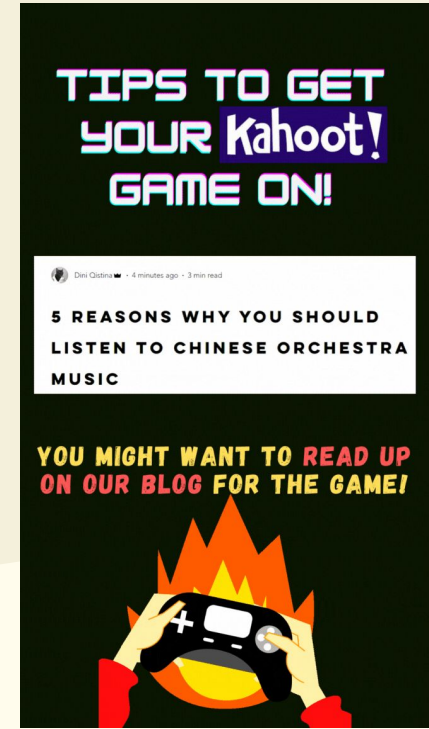 TIPS TO GET
YOUR Kahoot!
GAME ON!
Dini Qistina • 4 minutes ago • 3 min read
5 REASONS WHY YOU SHOULD
LISTEN TO CHINESE ORCHESTRA
MUSIC
YOU MIGHT WANT TO READ UP
ON OUR BLOG FOR THE GAME!